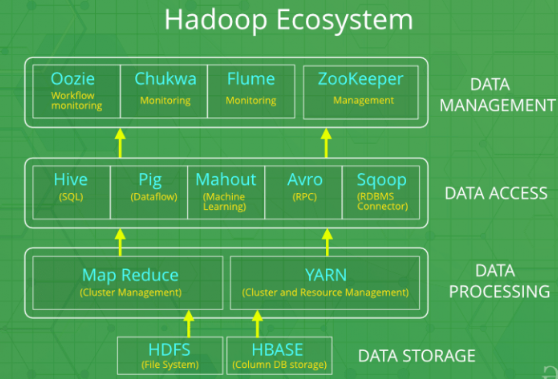 Hadoop Ecosystem
Oozie
Workflow
monitoring
Chukwa
Monitoring
Flume
Monitoring
ZooKeeper
Management
DATA
MANAGEMENT
Hive
(SQL)
Pig
(Dataflow)
Mahout
(Machine
Learning)
Avro
(RPC)
Sqoop
(RDBMS
Connector)
DATA ACCESS
Map Reduce
(Cluster Management)
YARN
(Cluster and Resource Management)
DATA
PROCESSING
HDFS
(File System)
HBASE
(Column DB storage)
DATA STORAGE